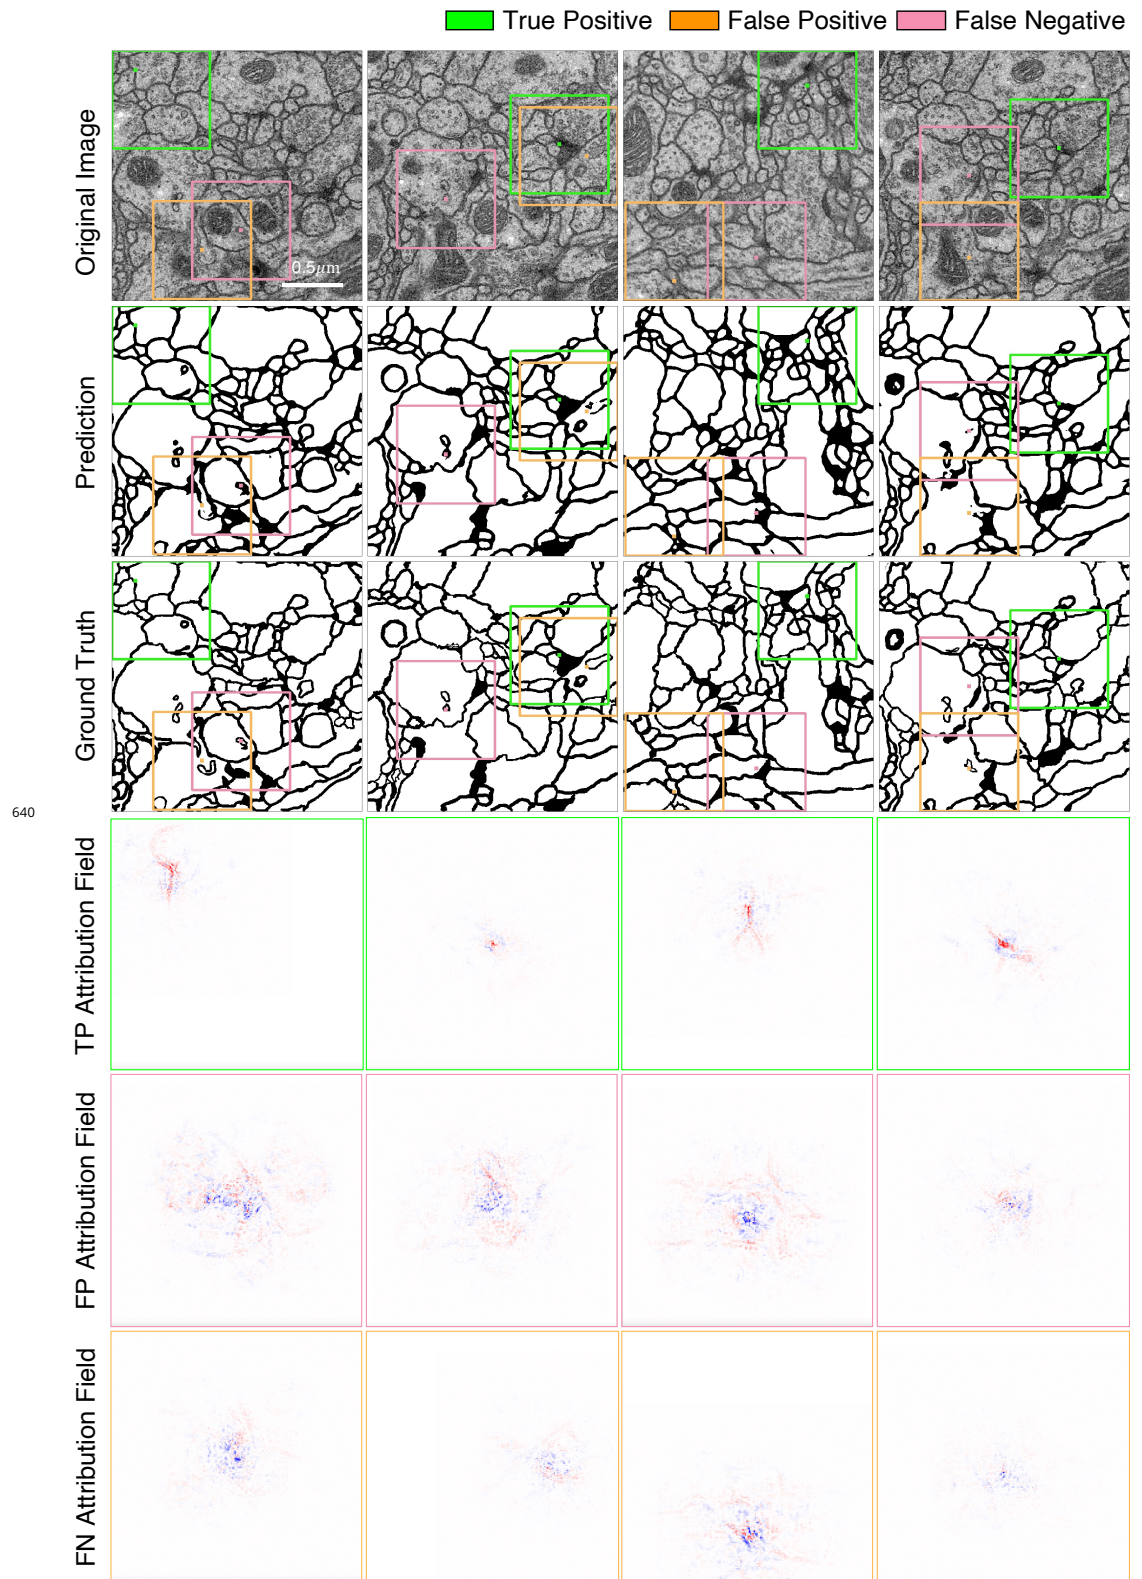 True Positive
False Positive
False Negative
Original Image
0.5μm
Prediction
Ground Truth
640
TP Attribution Field
FP Attribution Field
FN Attribution Field